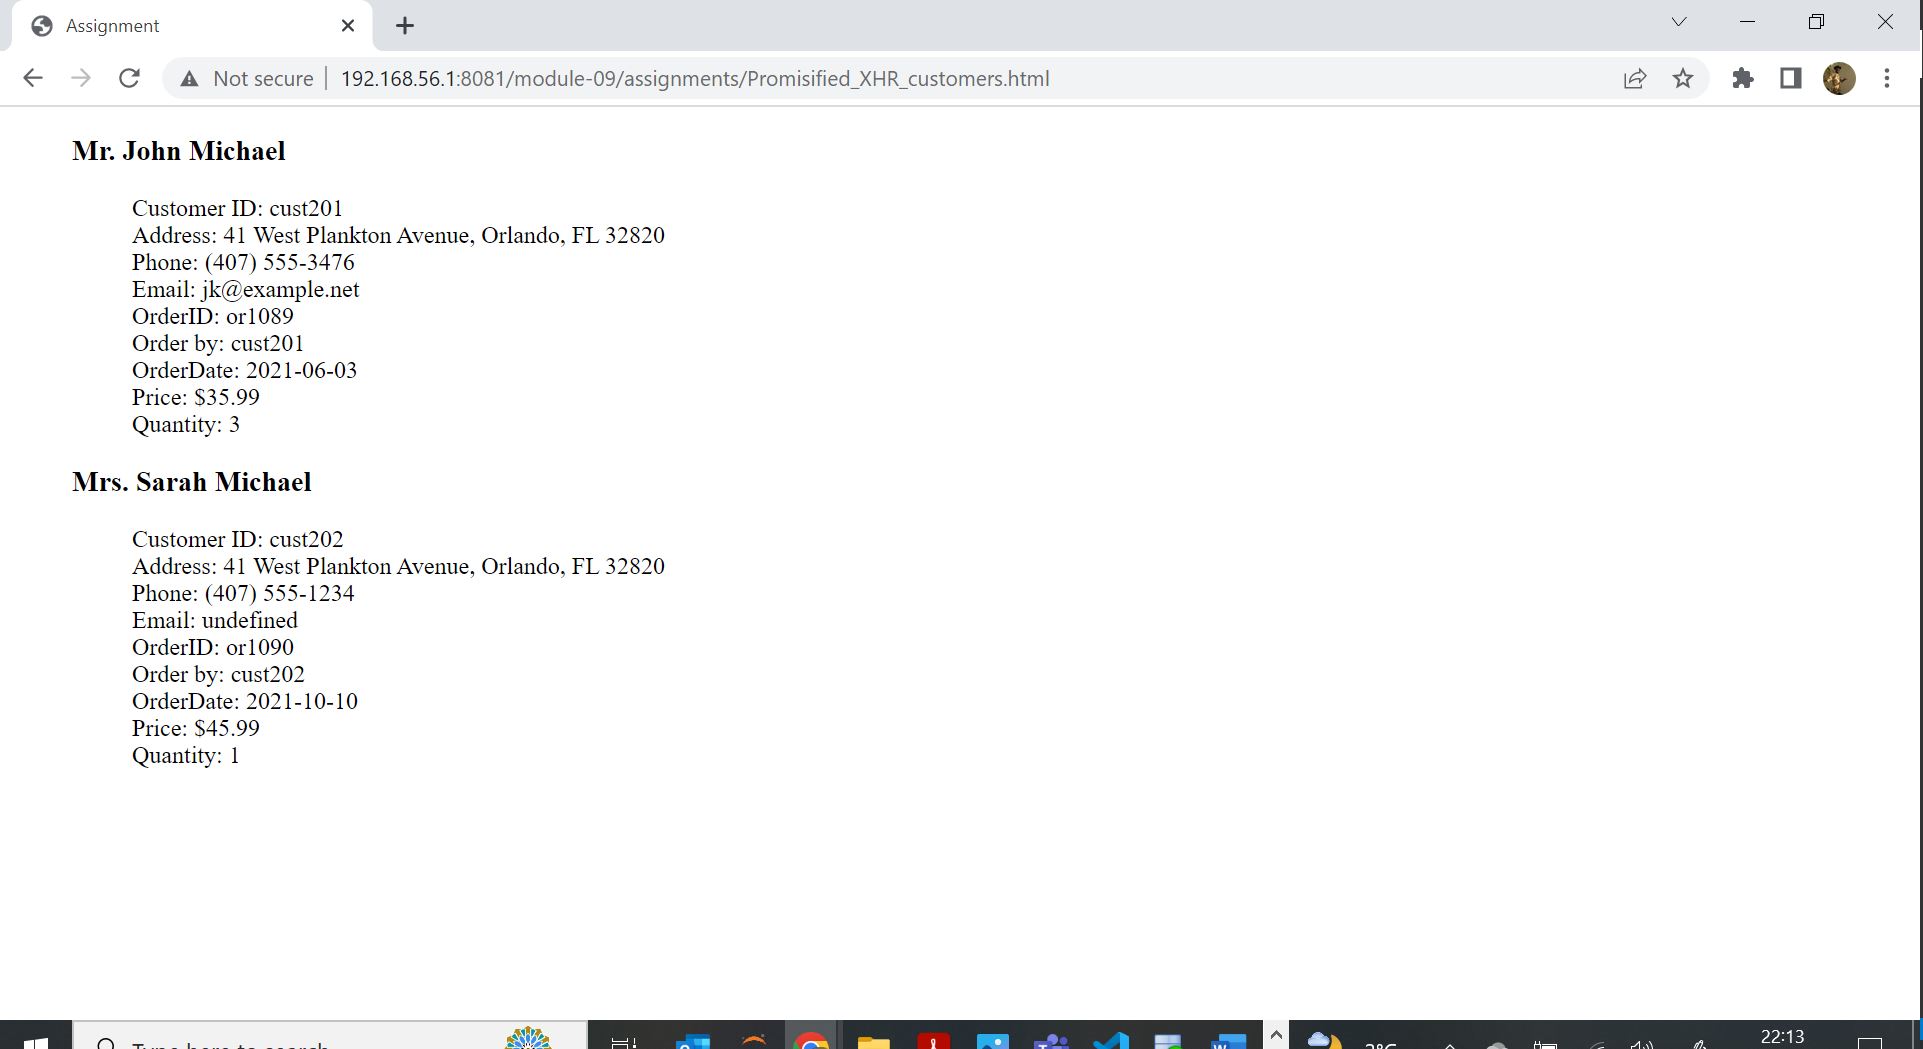 Assignment
Not secure 192.168.56.1:8081/module-09/assignments/Promisified_XHR_customers.html
Mr. John Michael
Customer ID: cust201
Address: 41 West Plankton Avenue, Orlando, FL 32820
Phone: (407) 555-3476
Email: jk@example.net
OrderID: or1089
Order by: cust201
OrderDate: 2021-06-03
Price: $35.99
Quantity: 3
Mrs. Sarah Michael
Customer ID: cust202
Address: 41 West Plankton Avenue, Orlando, FL 32820
Phone: (407) 555-1234
Email: undefined
OrderID: or1090
Order by: cust202
OrderDate: 2021-10-10
Price: $45.99
Quantity: 1
Type here to search
22:13